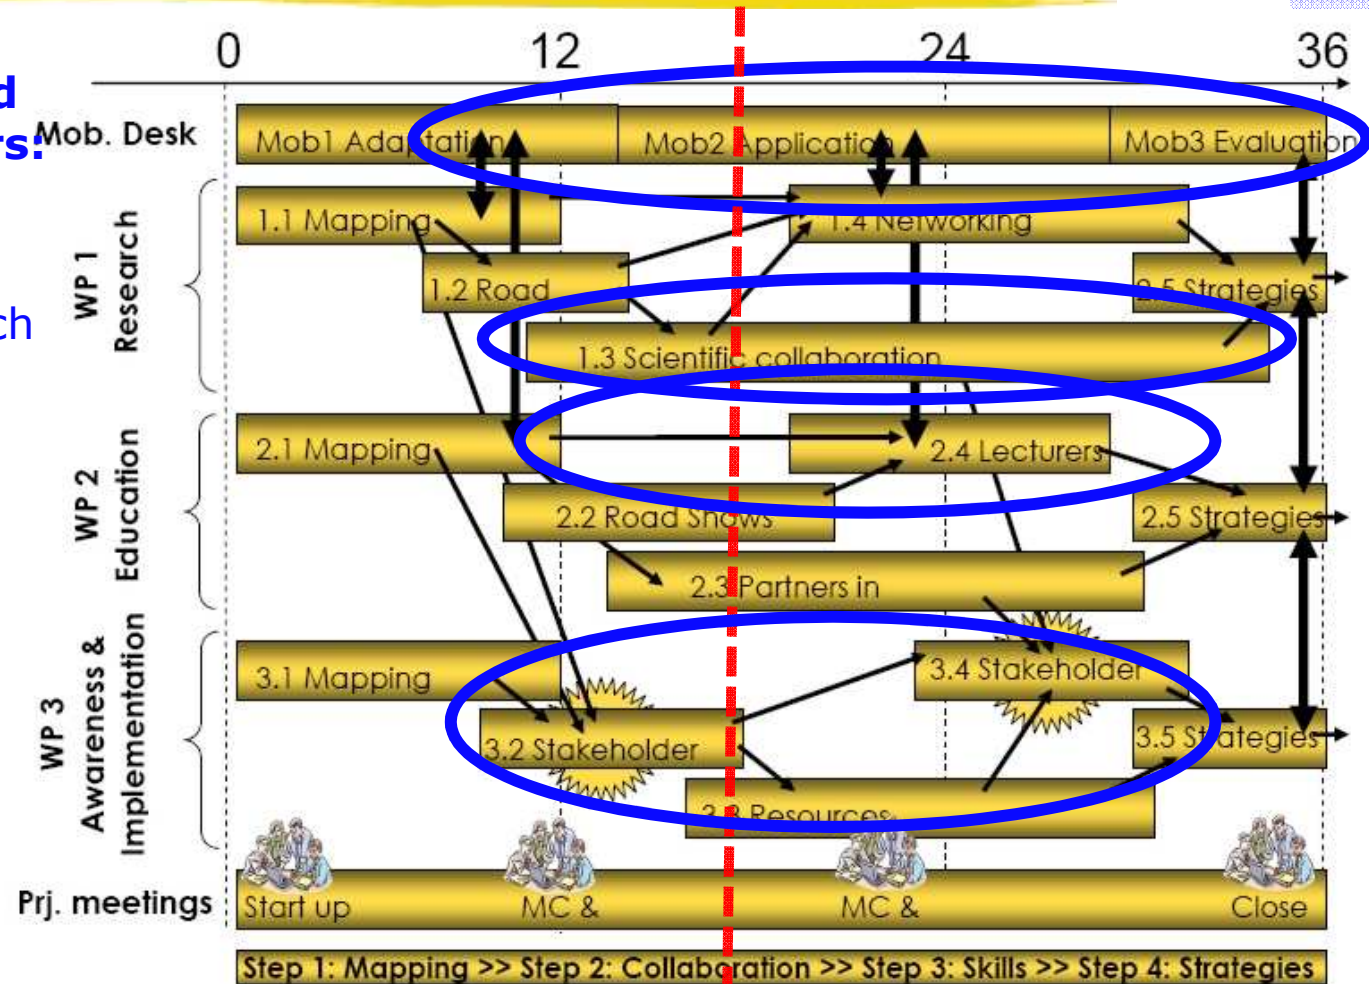 0 12 24 36
d
rs:
Mob. Desk
Mob1 Adaptation
Mob2 Application
Mob3 Evaluation
ch
WP 1
Research
1.1 Mapping
1.4 Networking
1.2 Road
2.5 Strategies
1.3 Scientific collaboration
WP 2
Education
2.1 Mapping
2.4 Lecturers
2.2 Road Shows
2.5 Strategies
2.3 Partners in
WP 3
Awareness &
Implementation
3.1 Mapping
3.4 Stakeholder
3.2 Stakeholder
3.5 Strategies
3.3 Resources
Prj. meetings
Start up
MC &
MC &
Close
Step 1: Mapping >> Step 2: Collaboration >> Step 3: Skills >> Step 4: Strategies